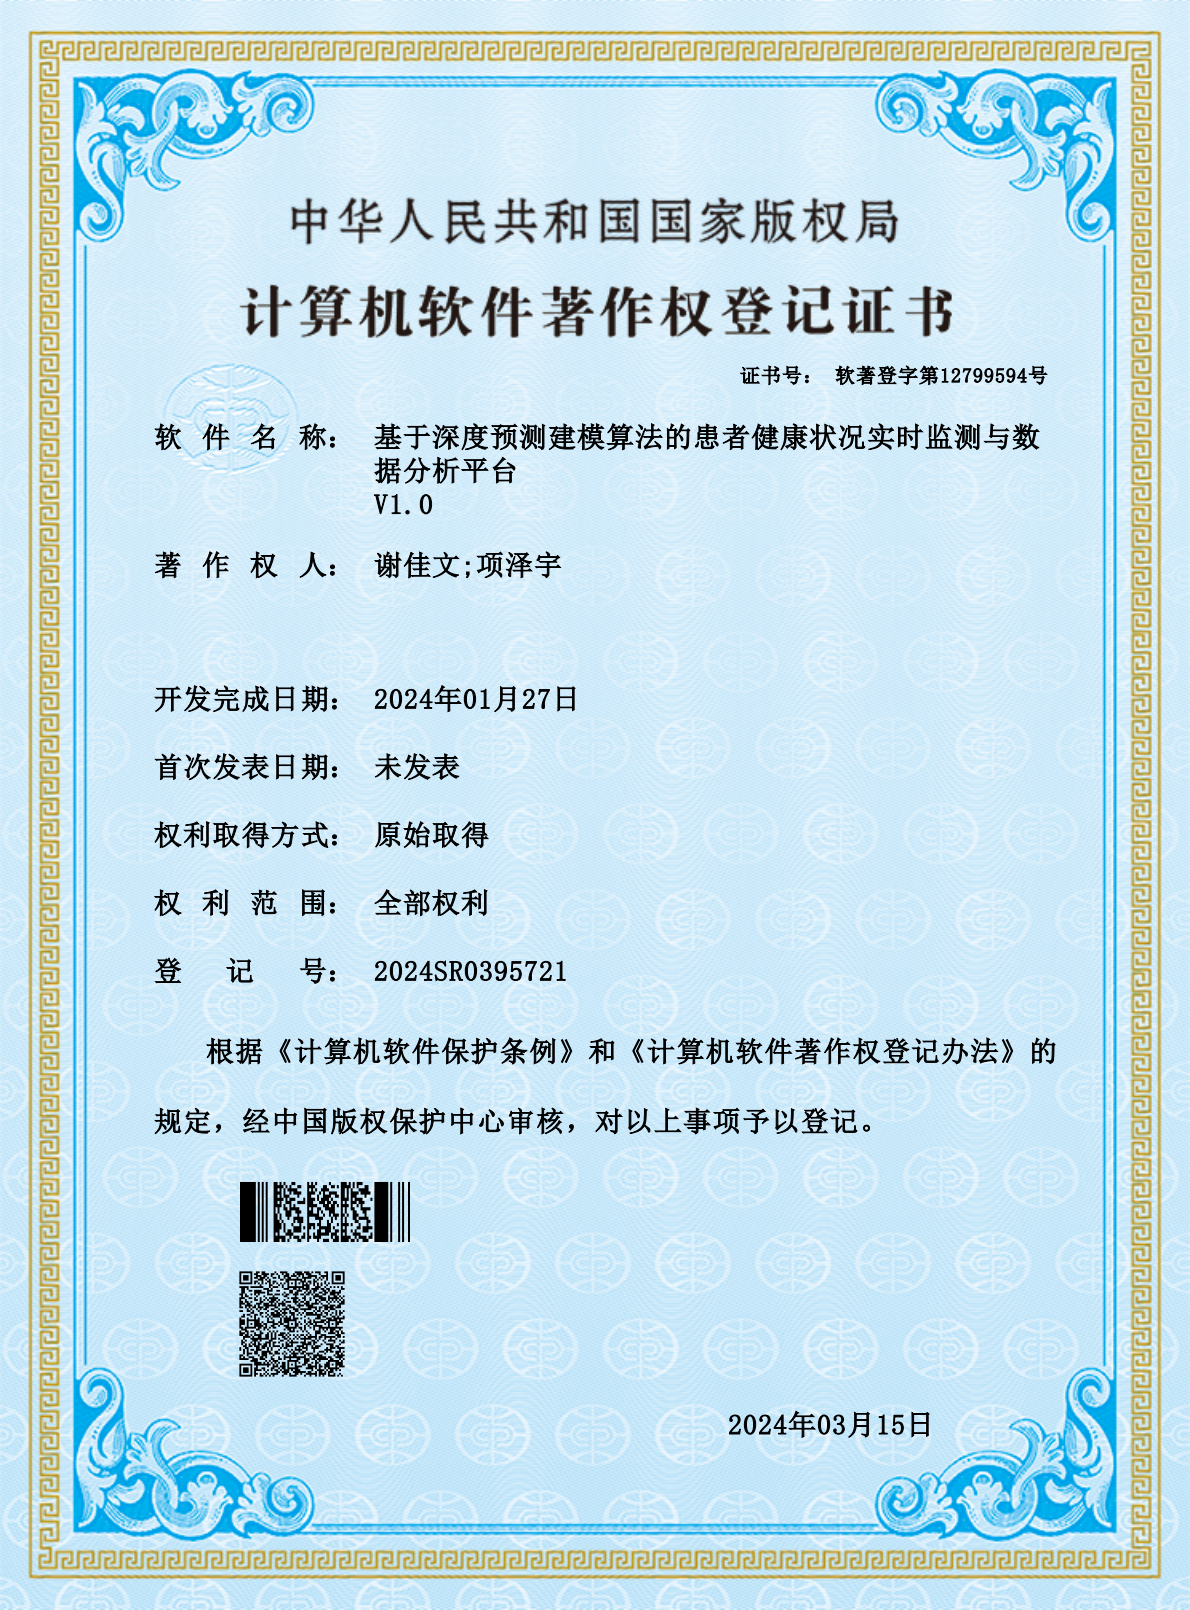 中华人民共和国国家版权局
计算机软件著作权登记证书
证书号： 软著登字第12799594号
软件名称： 基于深度预测建模算法的患者健康状况实时监测与数
据分析平台
V1.0
著作权人： 谢佳文;项泽宇
开发完成日期： 2024年01月27日
首次发表日期： 未发表
权利取得方式： 原始取得
权利范围： 全部权利
登记号： 2024SR0395721
根据《计算机软件保护条例》和《计算机软件著作权登记办法》的
规定，经中国版权保护中心审核，对以上事项予以登记。
2024年03月15日